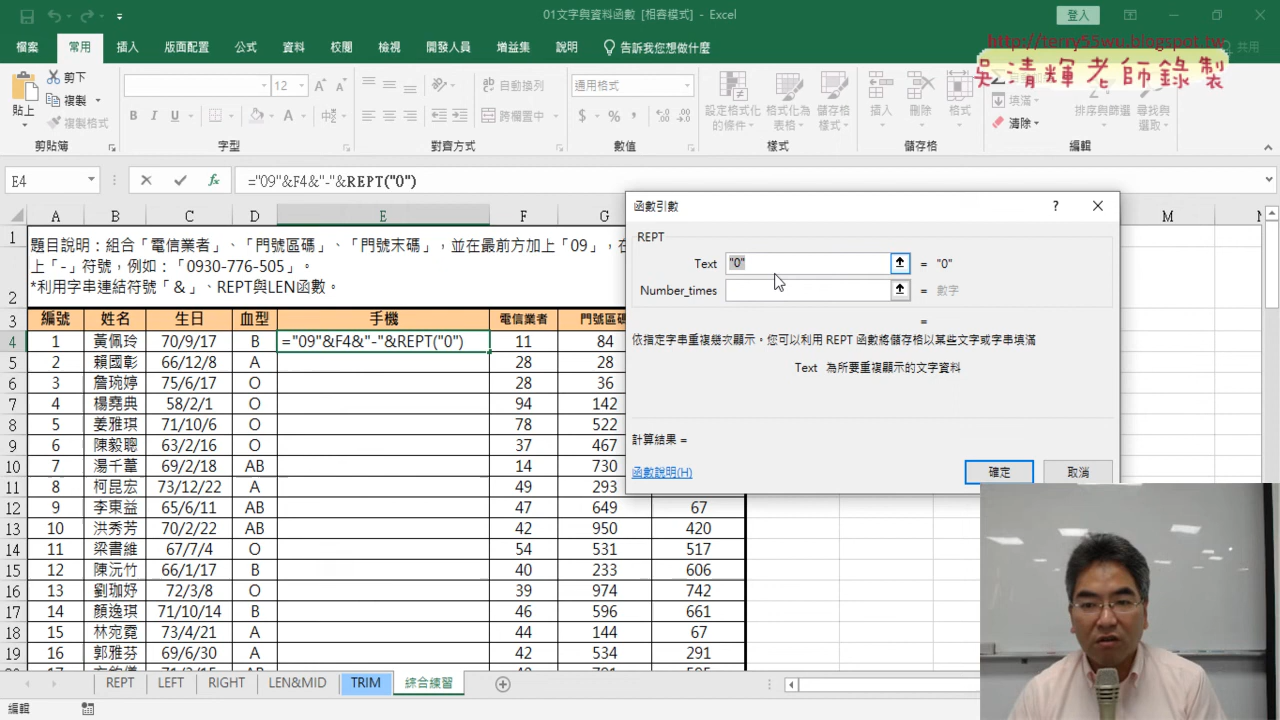 01文字與資料函數 [相容模式] - Excel
登入
http://terry55wu.blogspot.tw
檔案 常用 插入 版面配置 公式 資料 校閱 檢視 開發人員 增益集 說明 告訴我您想做什麼 共用
吳清輝老師錄製
貼上 剪下 複製 複製格式
12 自動換列 跨欄置中 通用格式
設定格式化的條件 格式化為表格 儲存格樣式 插入 刪除 格式 填滿 清除 排序與篩選 尋找與選取
剪貼簿 字型 對齊方式 數值 樣式 儲存格 編輯
E4 ="09"&F4&"-"&REPT("0")
A B C D E F G M N
1 題目說明：組合「電信業者」、「門號區碼」、「門號末碼」，並在最前方加上「09」，在
2 上「-」符號，例如：「0930-776-505」。
*利用字串連結符號「&」、REPT與LEN函數。
3 編號 姓名 生日 血型 手機 電信業者 門號區碼
4 1 黃佩玲 70/9/17 B ="09"&F4&"-"&REPT("0") 11 84
5 2 賴國彰 66/12/8 A 28 28
6 3 詹琬婷 75/6/17 O 28 36
7 4 楊堯典 58/2/1 O 94 142
8 5 姜雅琪 71/10/6 O 78 522
9 6 陳毅聰 63/2/16 O 37 467
10 7 湯千蕙 69/2/18 AB 14 730
11 8 柯昆宏 73/12/22 A 49 293
12 9 李東益 65/6/11 AB 47 649 67
13 10 洪秀芳 70/2/22 AB 42 950 420
14 11 梁書維 67/7/4 O 54 531 517
15 12 陳沅竹 66/1/17 B 40 233 606
16 13 劉珈妤 72/3/8 O 39 974 742
17 14 顏逸琪 71/10/14 B 46 596 661
18 15 林宛霓 73/4/21 A 44 144 67
19 16 郭雅芬 69/6/30 A 42 534 291
函數引數
REPT
Text "0" = "0"
Number_times = 數字
=
依指定字串重複幾次顯示。您可以利用 REPT 函數將儲存格以某些文字或字串填滿
Text 為所要重複顯示的文字資料
計算結果 =
函數說明(H) 確定 取消
REPT LEFT RIGHT LEN&MID TRIM 綜合練習
編輯